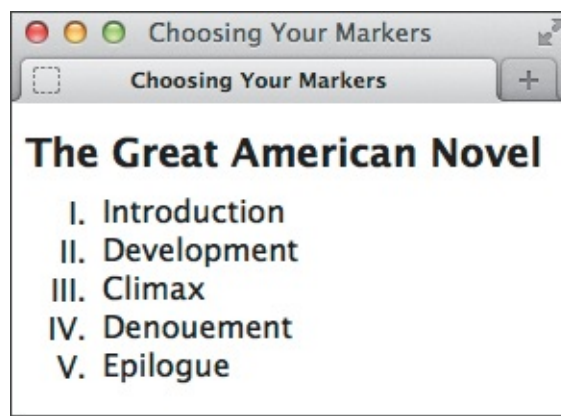 Choosing Your Markers
Choosing Your Markers
+
The Great American Novel
I. Introduction
II. Development
III. Climax
IV. Denouement
V. Epilogue